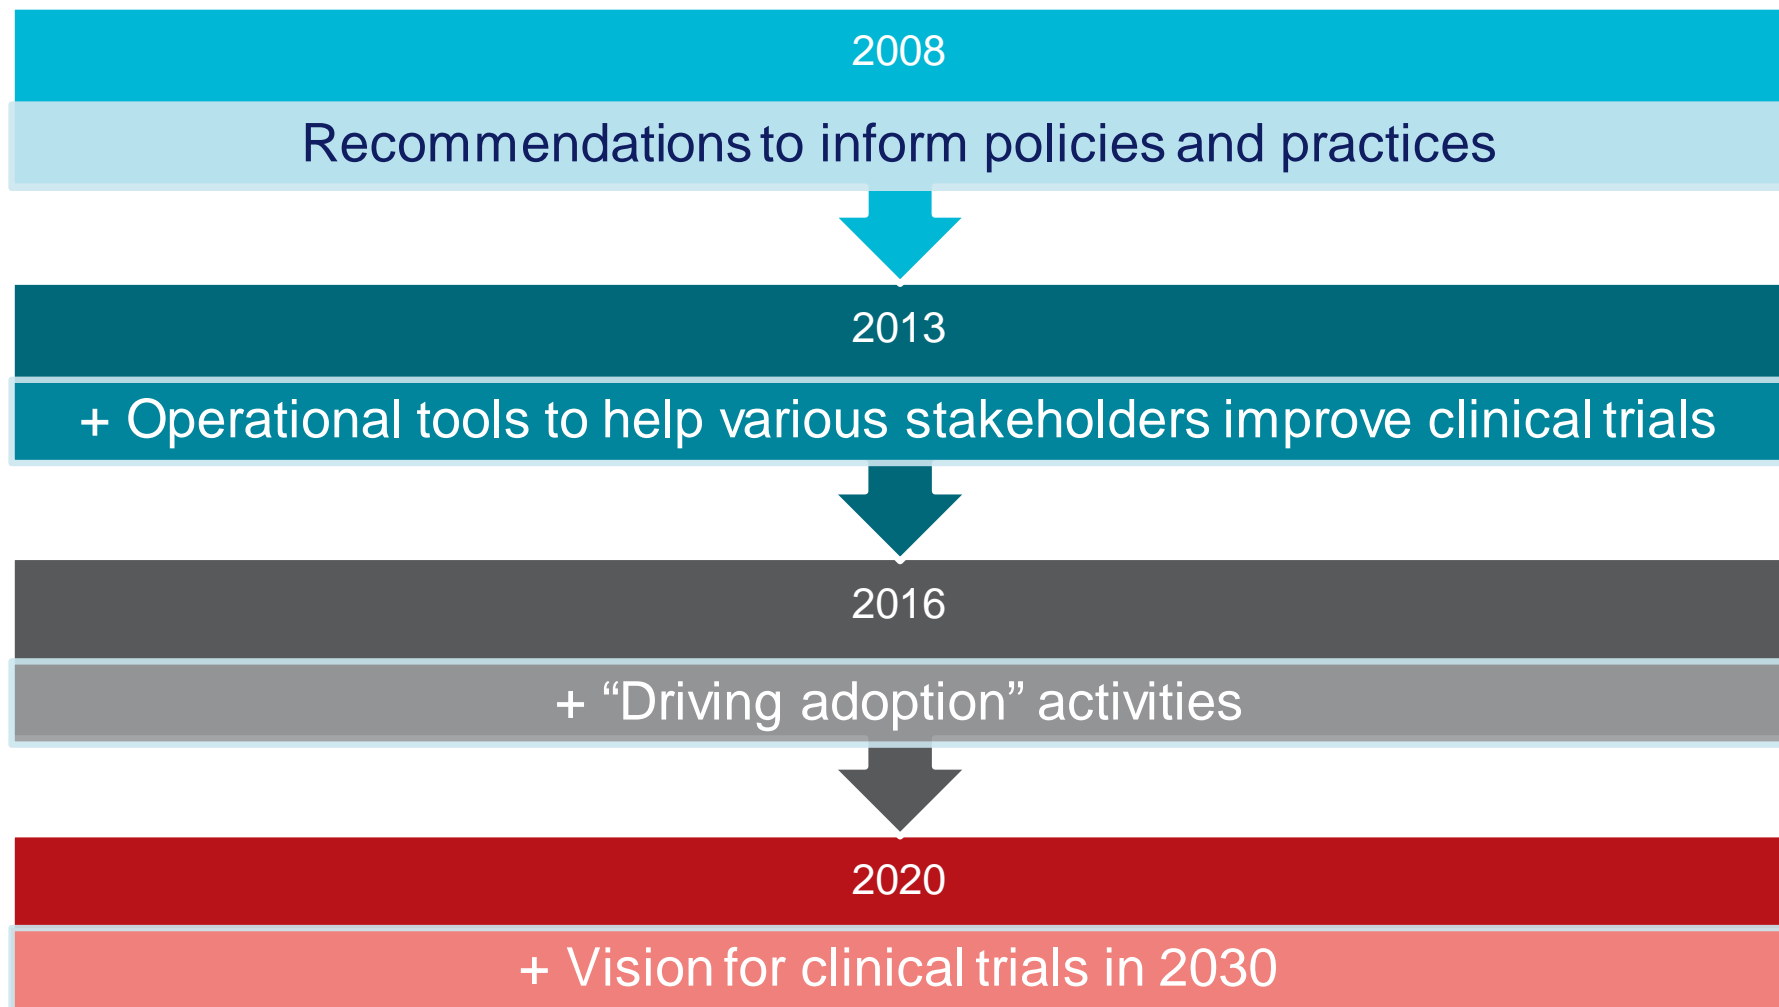 2008
Recommendations to inform policies and practices
2013
+ Operational tools to help various stakeholders improve clinical trials
2016
+ “Driving adoption” activities
2020
+ Vision for clinical trials in 2030